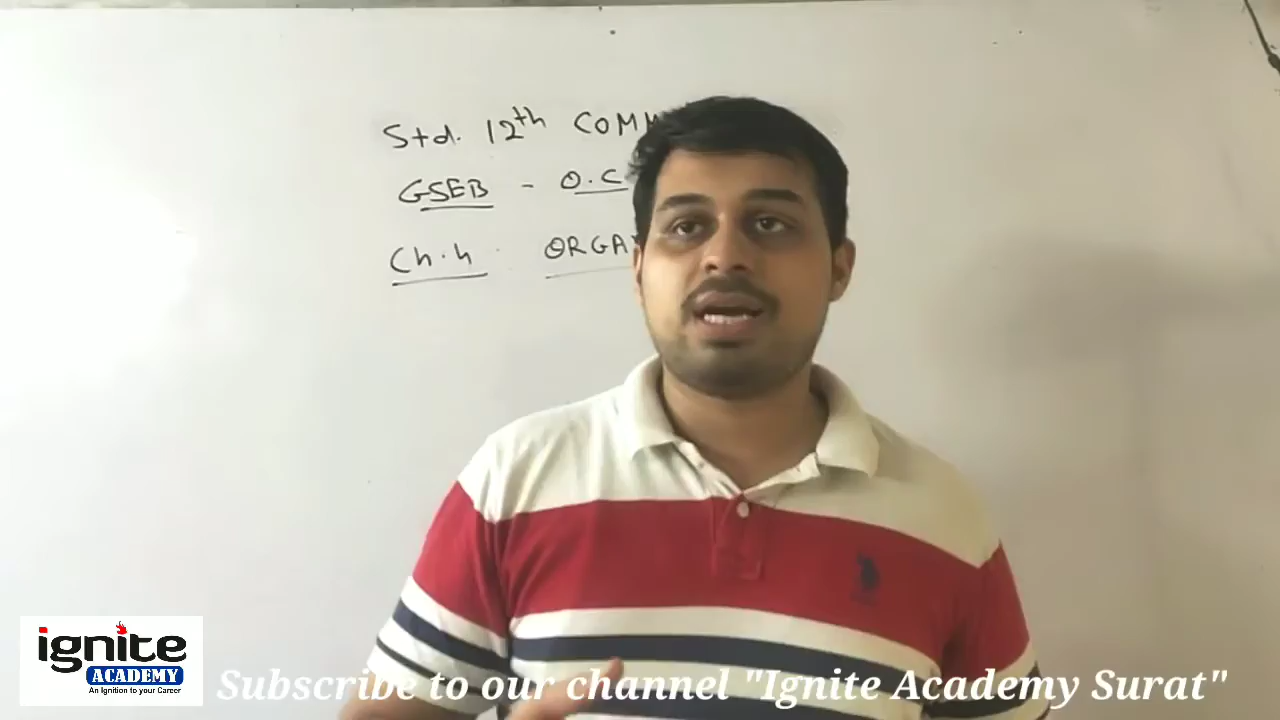 Std. 12th COMM
GSEB - O.C
Ch.4. ORGA
ignite
ACADEMY
An Ignition to your Career
Subscribe to our channel "Ignite Academy Surat"